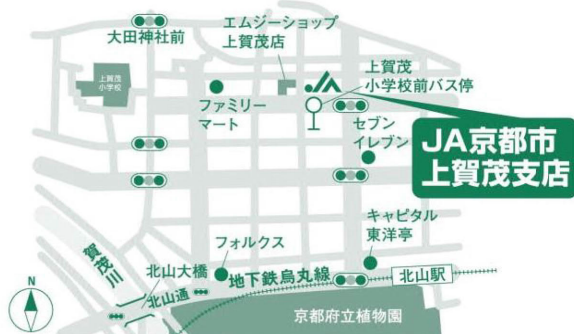 大田神社前
エムジーショップ
上賀茂店
上賀茂
小学校
上賀茂
小学校前バス停
ファミリー
マート
セブン
イレブン
JA京都市
上賀茂支店
キャピタル
東洋亭
賀茂川
フォルクス
北山大橋
北山通
地下鉄烏丸線
北山駅
N
京都府立植物園